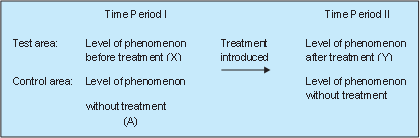 Time Period I Time Period II
Test area: Level of phenomenon Treatment Level of phenomenon
before treatment (X) introduced after treatment (Y)
Control area: Level of phenomenon Level of phenomenon
without treatment
without treatment
(A)